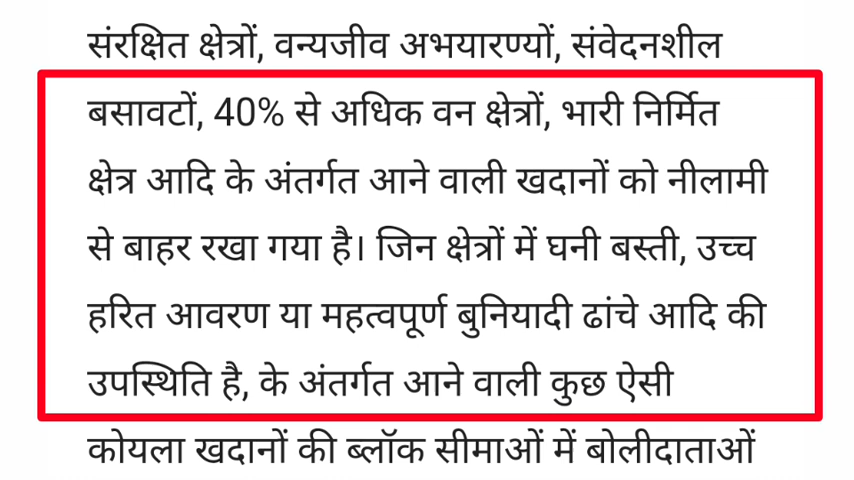 संरक्षित क्षेत्रों, वन्यजीव अभयारण्यों, संवेदनशील
बसावटों, 40% से अधिक वन क्षेत्रों, भारी निर्मित
क्षेत्र आदि के अंतर्गत आने वाली खदानों को नीलामी
से बाहर रखा गया है। जिन क्षेत्रों में घनी बस्ती, उच्च
हरित आवरण या महत्वपूर्ण बुनियादी ढांचे आदि की
उपस्थिति है, के अंतर्गत आने वाली कुछ ऐसी
कोयला खदानों की ब्लॉक सीमाओं में बोलीदाताओं